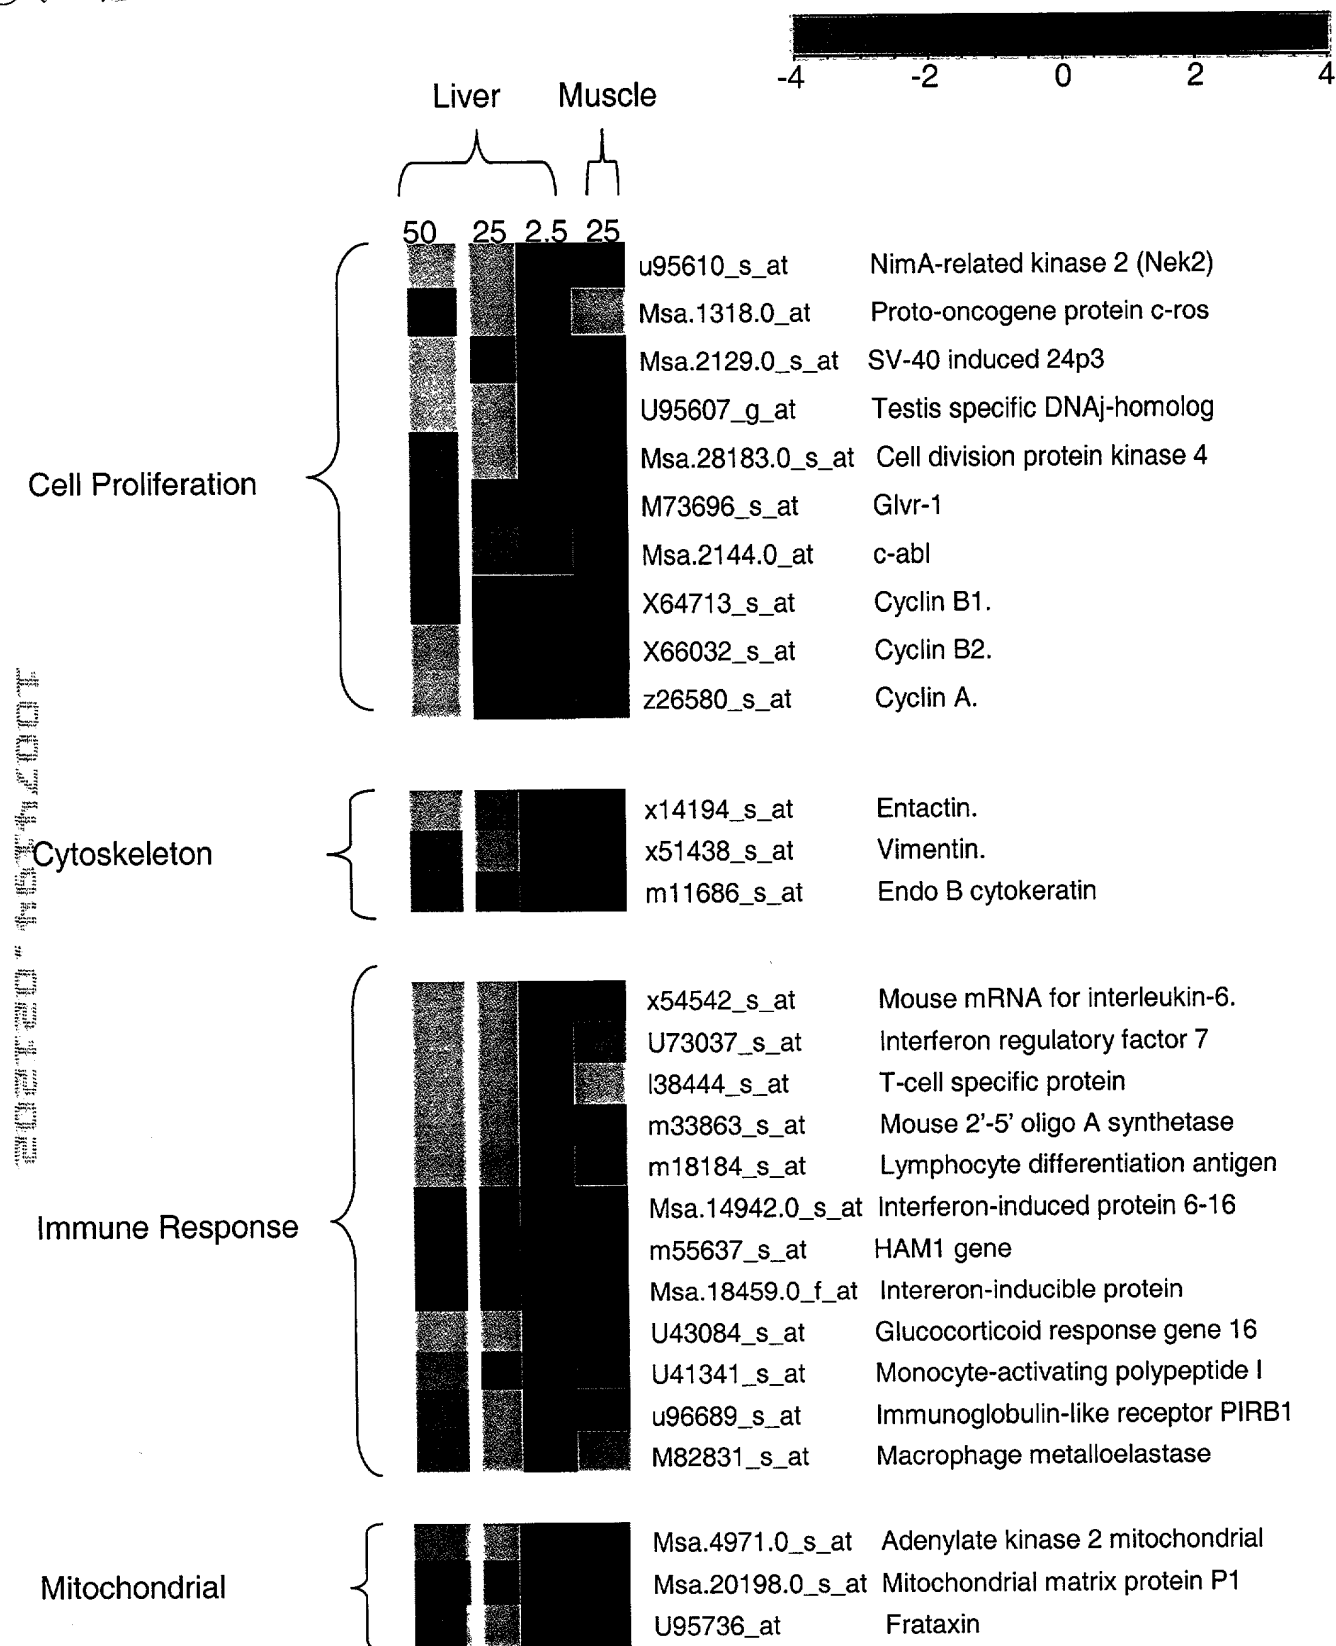 -4 -2 0 2 4
Liver Muscle
50 25 2.5 25
Cell Proliferation
u95610_s_at NimA-related kinase 2 (Nek2)
Msa.1318.0_at Proto-oncogene protein c-ros
Msa.2129.0_s_at SV-40 induced 24p3
U95607_g_at Testis specific DNAj-homolog
Msa.28183.0_s_at Cell division protein kinase 4
M73696_s_at Glvr-1
Msa.2144.0_at c-abl
X64713_s_at Cyclin B1.
X66032_s_at Cyclin B2.
z26580_s_at Cyclin A.
Cytoskeleton
x14194_s_at Entactin.
x51438_s_at Vimentin.
m11686_s_at Endo B cytokeratin
Immune Response
x54542_s_at Mouse mRNA for interleukin-6.
U73037_s_at Interferon regulatory factor 7
l38444_s_at T-cell specific protein
m33863_s_at Mouse 2'-5' oligo A synthetase
m18184_s_at Lymphocyte differentiation antigen
Msa.14942.0_s_at Interferon-induced protein 6-16
m55637_s_at HAM1 gene
Msa.18459.0_f_at Intereron-inducible protein
U43084_s_at Glucocorticoid response gene 16
U41341_s_at Monocyte-activating polypeptide I
u96689_s_at Immunoglobulin-like receptor PIRB1
M82831_s_at Macrophage metalloelastase
Mitochondrial
Msa.4971.0_s_at Adenylate kinase 2 mitochondrial
Msa.20198.0_s_at Mitochondrial matrix protein P1
U95736_at Frataxin
10074194.021202